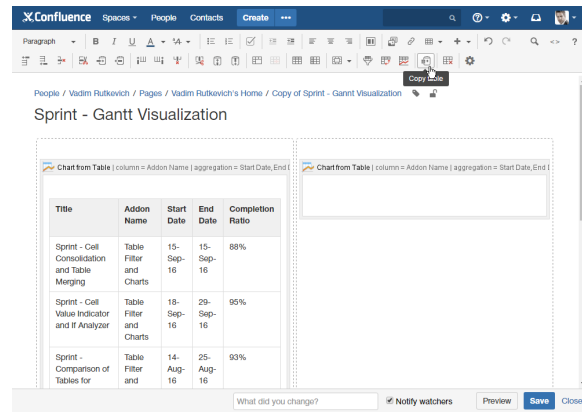 Confluence Spaces People Contacts Create •••
Paragraph B I U A
Copy table
People / Vadim Rutkevich / Pages / Vadim Rutkevich's Home / Copy of Sprint - Gannt Visualization
Sprint - Gantt Visualization
Chart from Table | column = Addon Name | aggregation = Start Date, End D
Chart from Table | column = Addon Name | aggregation = Start Date, End D
Title Addon Name Start Date End Date Completion Ratio
Sprint - Cell Consolidation and Table Merging Table Filter and Charts 15-Sep-16 15-Sep-16 88%
Sprint - Cell Value Indicator and If Analyzer Table Filter and Charts 18-Sep-16 29-Sep-16 95%
Sprint - Comparison of Tables for Table Filter and 14-Aug-16 25-Aug-16 93%
What did you change? Notify watchers Preview Save Close